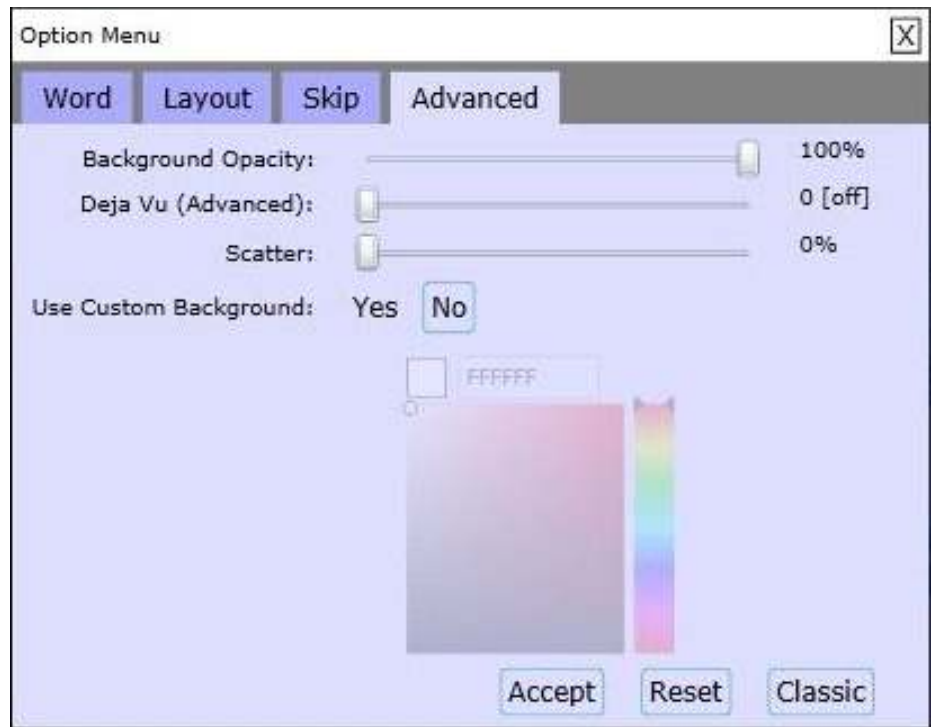 Option Menu X
Word Layout Skip Advanced
Background Opacity: 100%
Deja Vu (Advanced): 0 [off]
Scatter: 0%
Use Custom Background: Yes No
FFFFFF
Accept Reset Classic